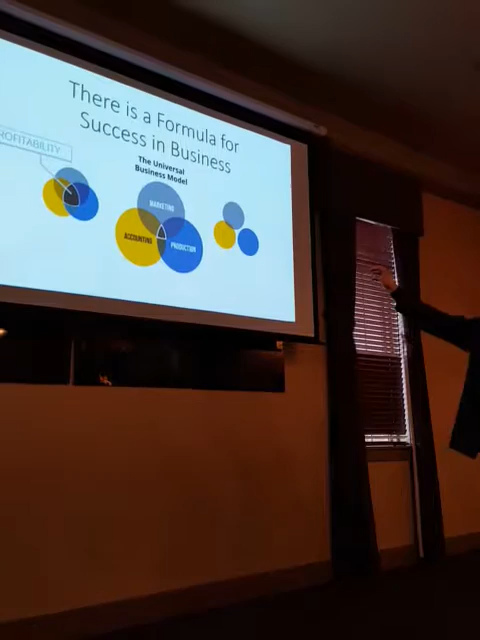 There is a Formula for
Success in Business
The Universal
Business Model
ROFITABILITY
MARKETING
ACCOUNTING
PRODUCTION